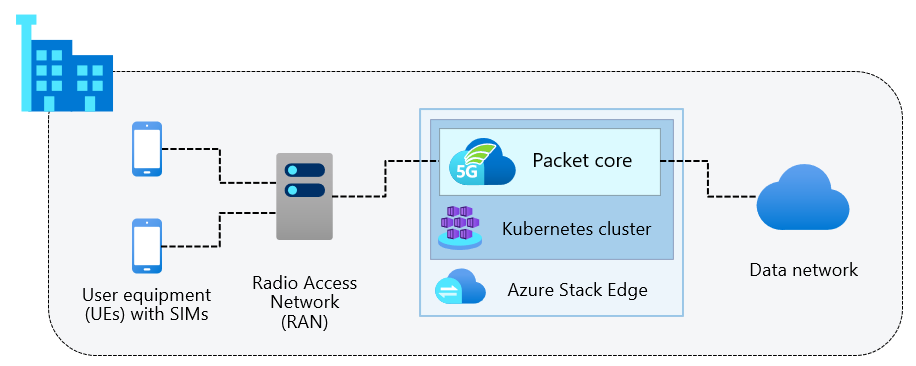 5G
Packet core
Kubernetes cluster
Azure Stack Edge
User equipment
(UEs) with SIMs
Radio Access
Network
(RAN)
Data network